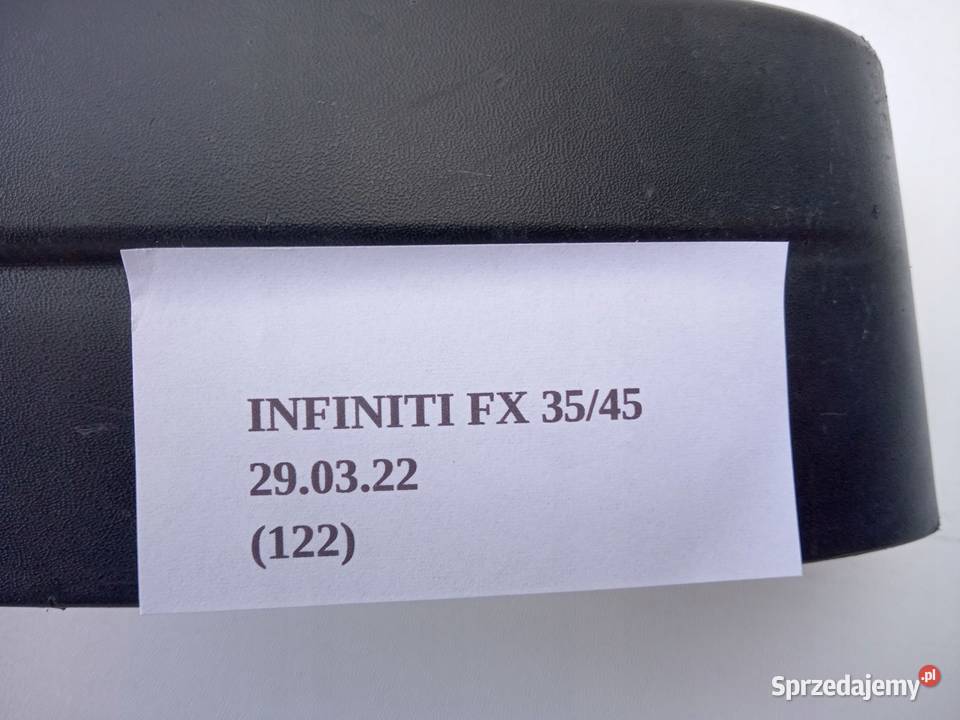 INFINITI FX 35/45
29.03.22
(122)
Sprzedajemy.pl